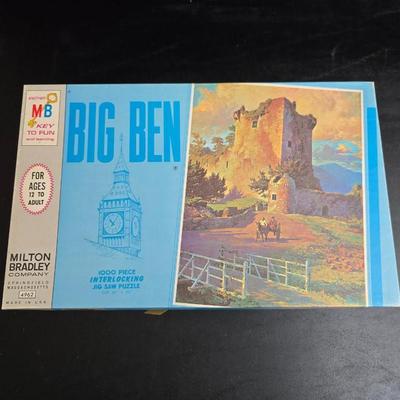 MB
KEY
TO FUN
and learning
FOR
AGES
12 TO
ADULT
MILTON
BRADLEY
COMPANY
SPRINGFIELD
MASSACHUSETTS
4962
MADE IN U.S.A.
BIG BEN
®
1000 PIECE
INTERLOCKING
JIG SAW PUZZLE